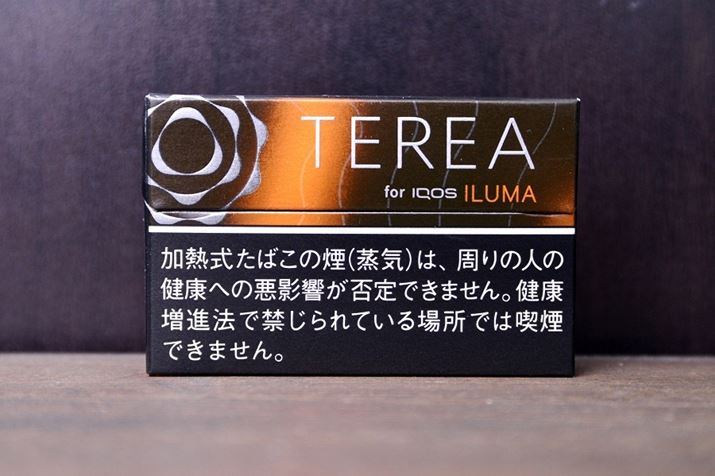 TEREA
for IQOS ILUMA
加熱式たばこの煙(蒸気)は、周りの人の
健康への悪影響が否定できません。健康
増進法で禁じられている場所では喫煙
できません。